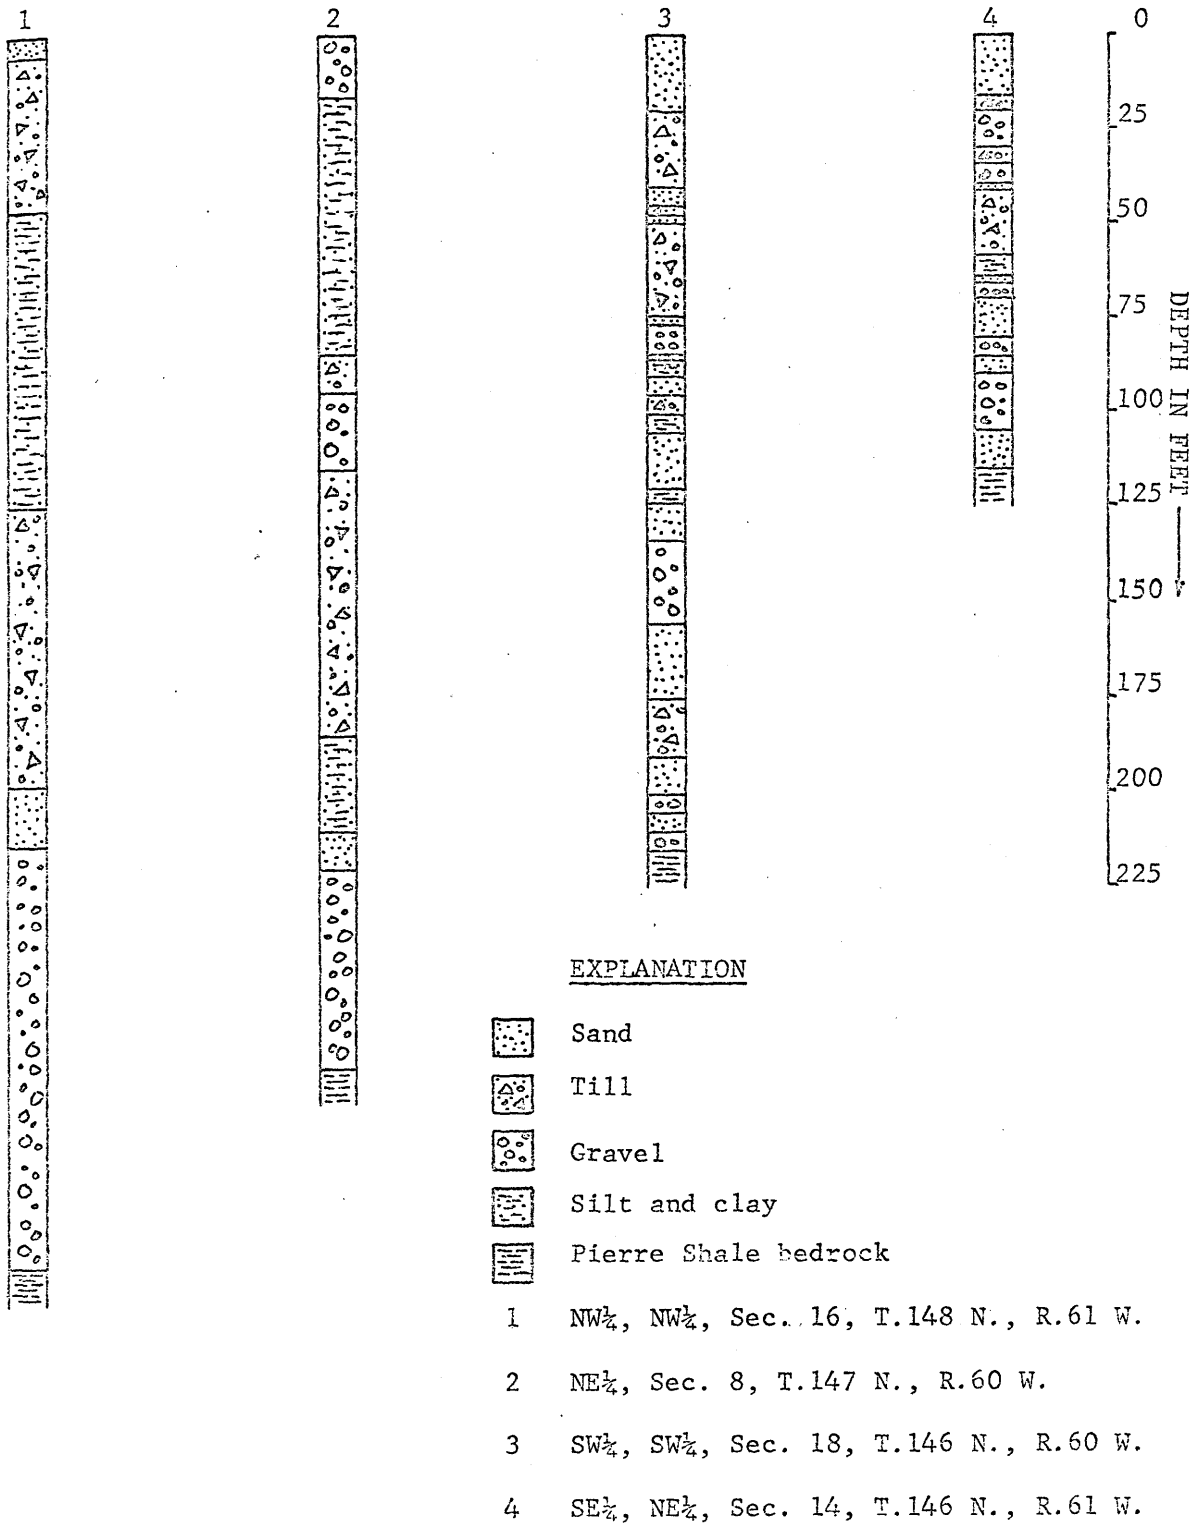 1 2 3 4 0
25
50
75
100
125
150
175
200
225
DEPTH IN FEET
EXPLANATION
Sand
Till
Gravel
Silt and clay
Pierre Shale bedrock
1 NW¼, NW¼, Sec. 16, T.148 N., R.61 W.
2 NE¼, Sec. 8, T.147 N., R.60 W.
3 SW¼, SW¼, Sec. 18, T.146 N., R.60 W.
4 SE¼, NE¼, Sec. 14, T.146 N., R.61 W.